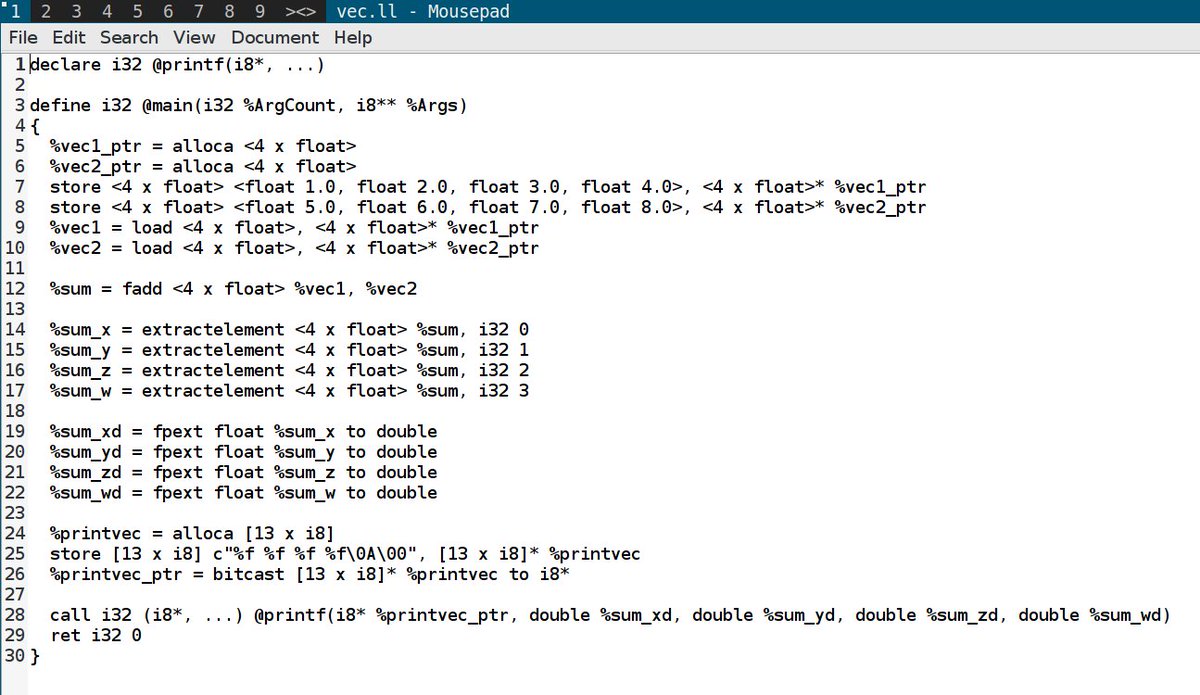 1 2 3 4 5 6 7 8 9 ><> vec.ll - Mousepad
File Edit Search View Document Help
1 declare i32 @printf(i8*, ...)
2
3 define i32 @main(i32 %ArgCount, i8** %Args)
4 {
5   %vec1_ptr = alloca <4 x float>
6   %vec2_ptr = alloca <4 x float>
7   store <4 x float> <float 1.0, float 2.0, float 3.0, float 4.0>, <4 x float>* %vec1_ptr
8   store <4 x float> <float 5.0, float 6.0, float 7.0, float 8.0>, <4 x float>* %vec2_ptr
9   %vec1 = load <4 x float>, <4 x float>* %vec1_ptr
10   %vec2 = load <4 x float>, <4 x float>* %vec2_ptr
11
12   %sum = fadd <4 x float> %vec1, %vec2
13
14   %sum_x = extractelement <4 x float> %sum, i32 0
15   %sum_y = extractelement <4 x float> %sum, i32 1
16   %sum_z = extractelement <4 x float> %sum, i32 2
17   %sum_w = extractelement <4 x float> %sum, i32 3
18
19   %sum_xd = fpext float %sum_x to double
20   %sum_yd = fpext float %sum_y to double
21   %sum_zd = fpext float %sum_z to double
22   %sum_wd = fpext float %sum_w to double
23
24   %printvec = alloca [13 x i8]
25   store [13 x i8] c"%f %f %f %f\0A\00", [13 x i8]* %printvec
26   %printvec_ptr = bitcast [13 x i8]* %printvec to i8*
27
28   call i32 (i8*, ...) @printf(i8* %printvec_ptr, double %sum_xd, double %sum_yd, double %sum_zd, double %sum_wd)
29   ret i32 0
30 }